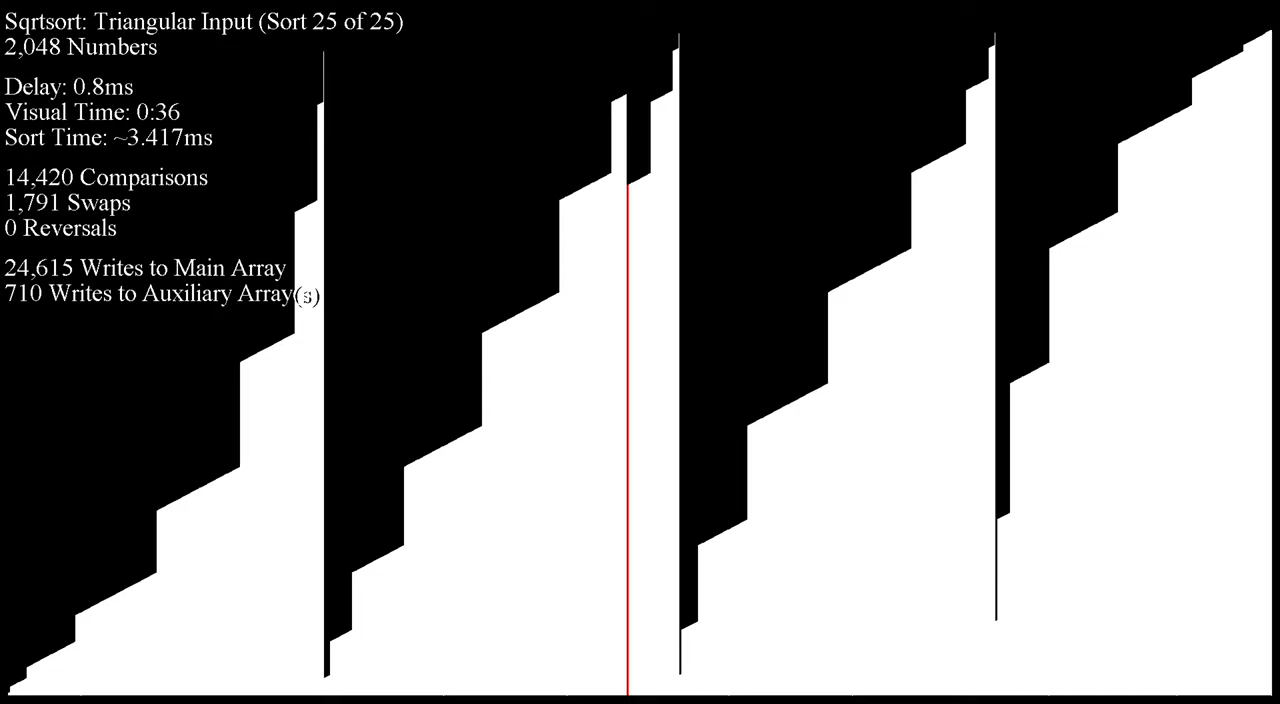 Sqrtsort: Triangular Input (Sort 25 of 25)
2,048 Numbers
Delay: 0.8ms
Visual Time: 0:36
Sort Time: ~3.417ms
14,420 Comparisons
1,791 Swaps
0 Reversals
24,615 Writes to Main Array
710 Writes to Auxiliary Array(s)